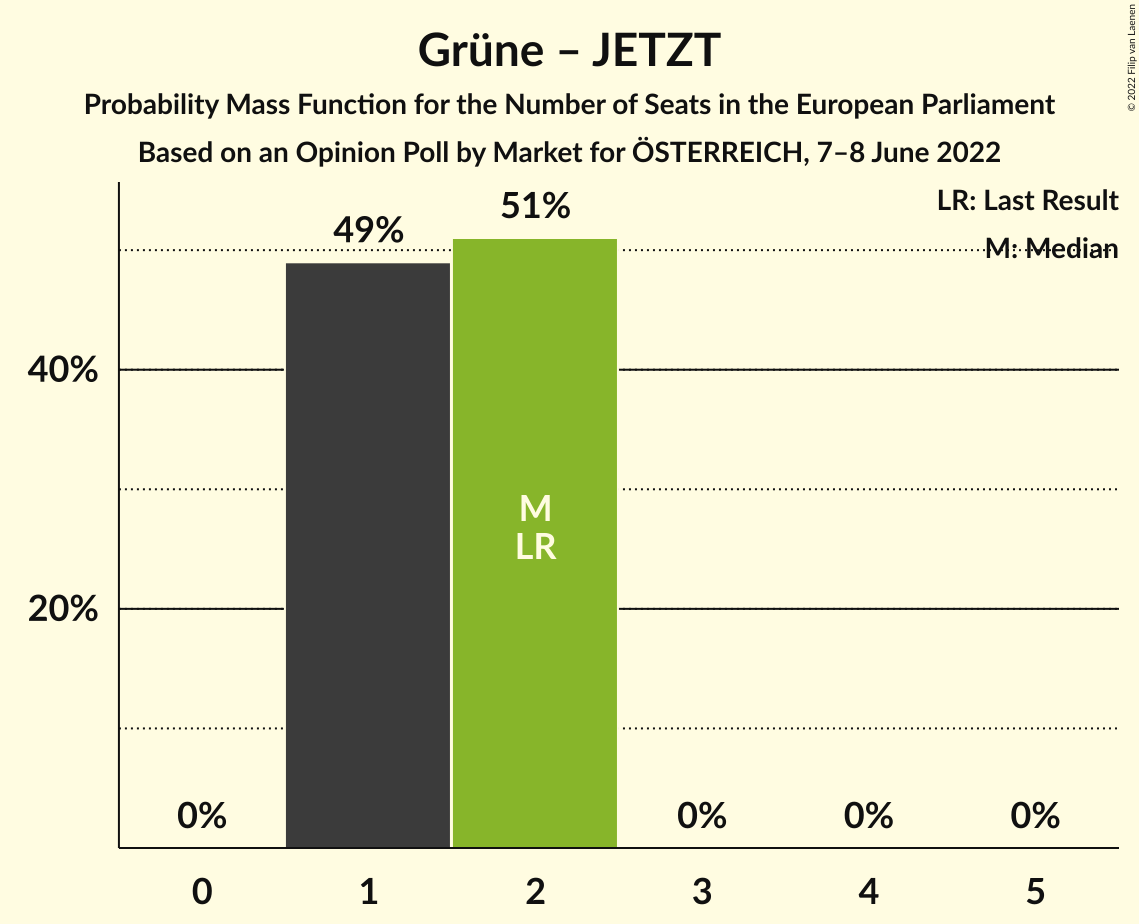 Grüne – JETZT
Probability Mass Function for the Number of Seats in the European Parliament
Based on an Opinion Poll by Market for ÖSTERREICH, 7–8 June 2022
© 2022 Filip van Laenen
LR: Last Result
M: Median
49%
51%
40%
20%
M
LR
0%
0%
0%
0%
0
1
2
3
4
5